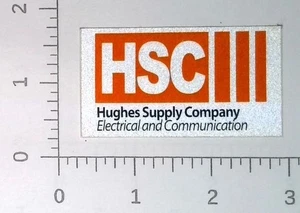 2
1
0
HSC
Hughes Supply Company
Electrical and Communication
0 1 2 3